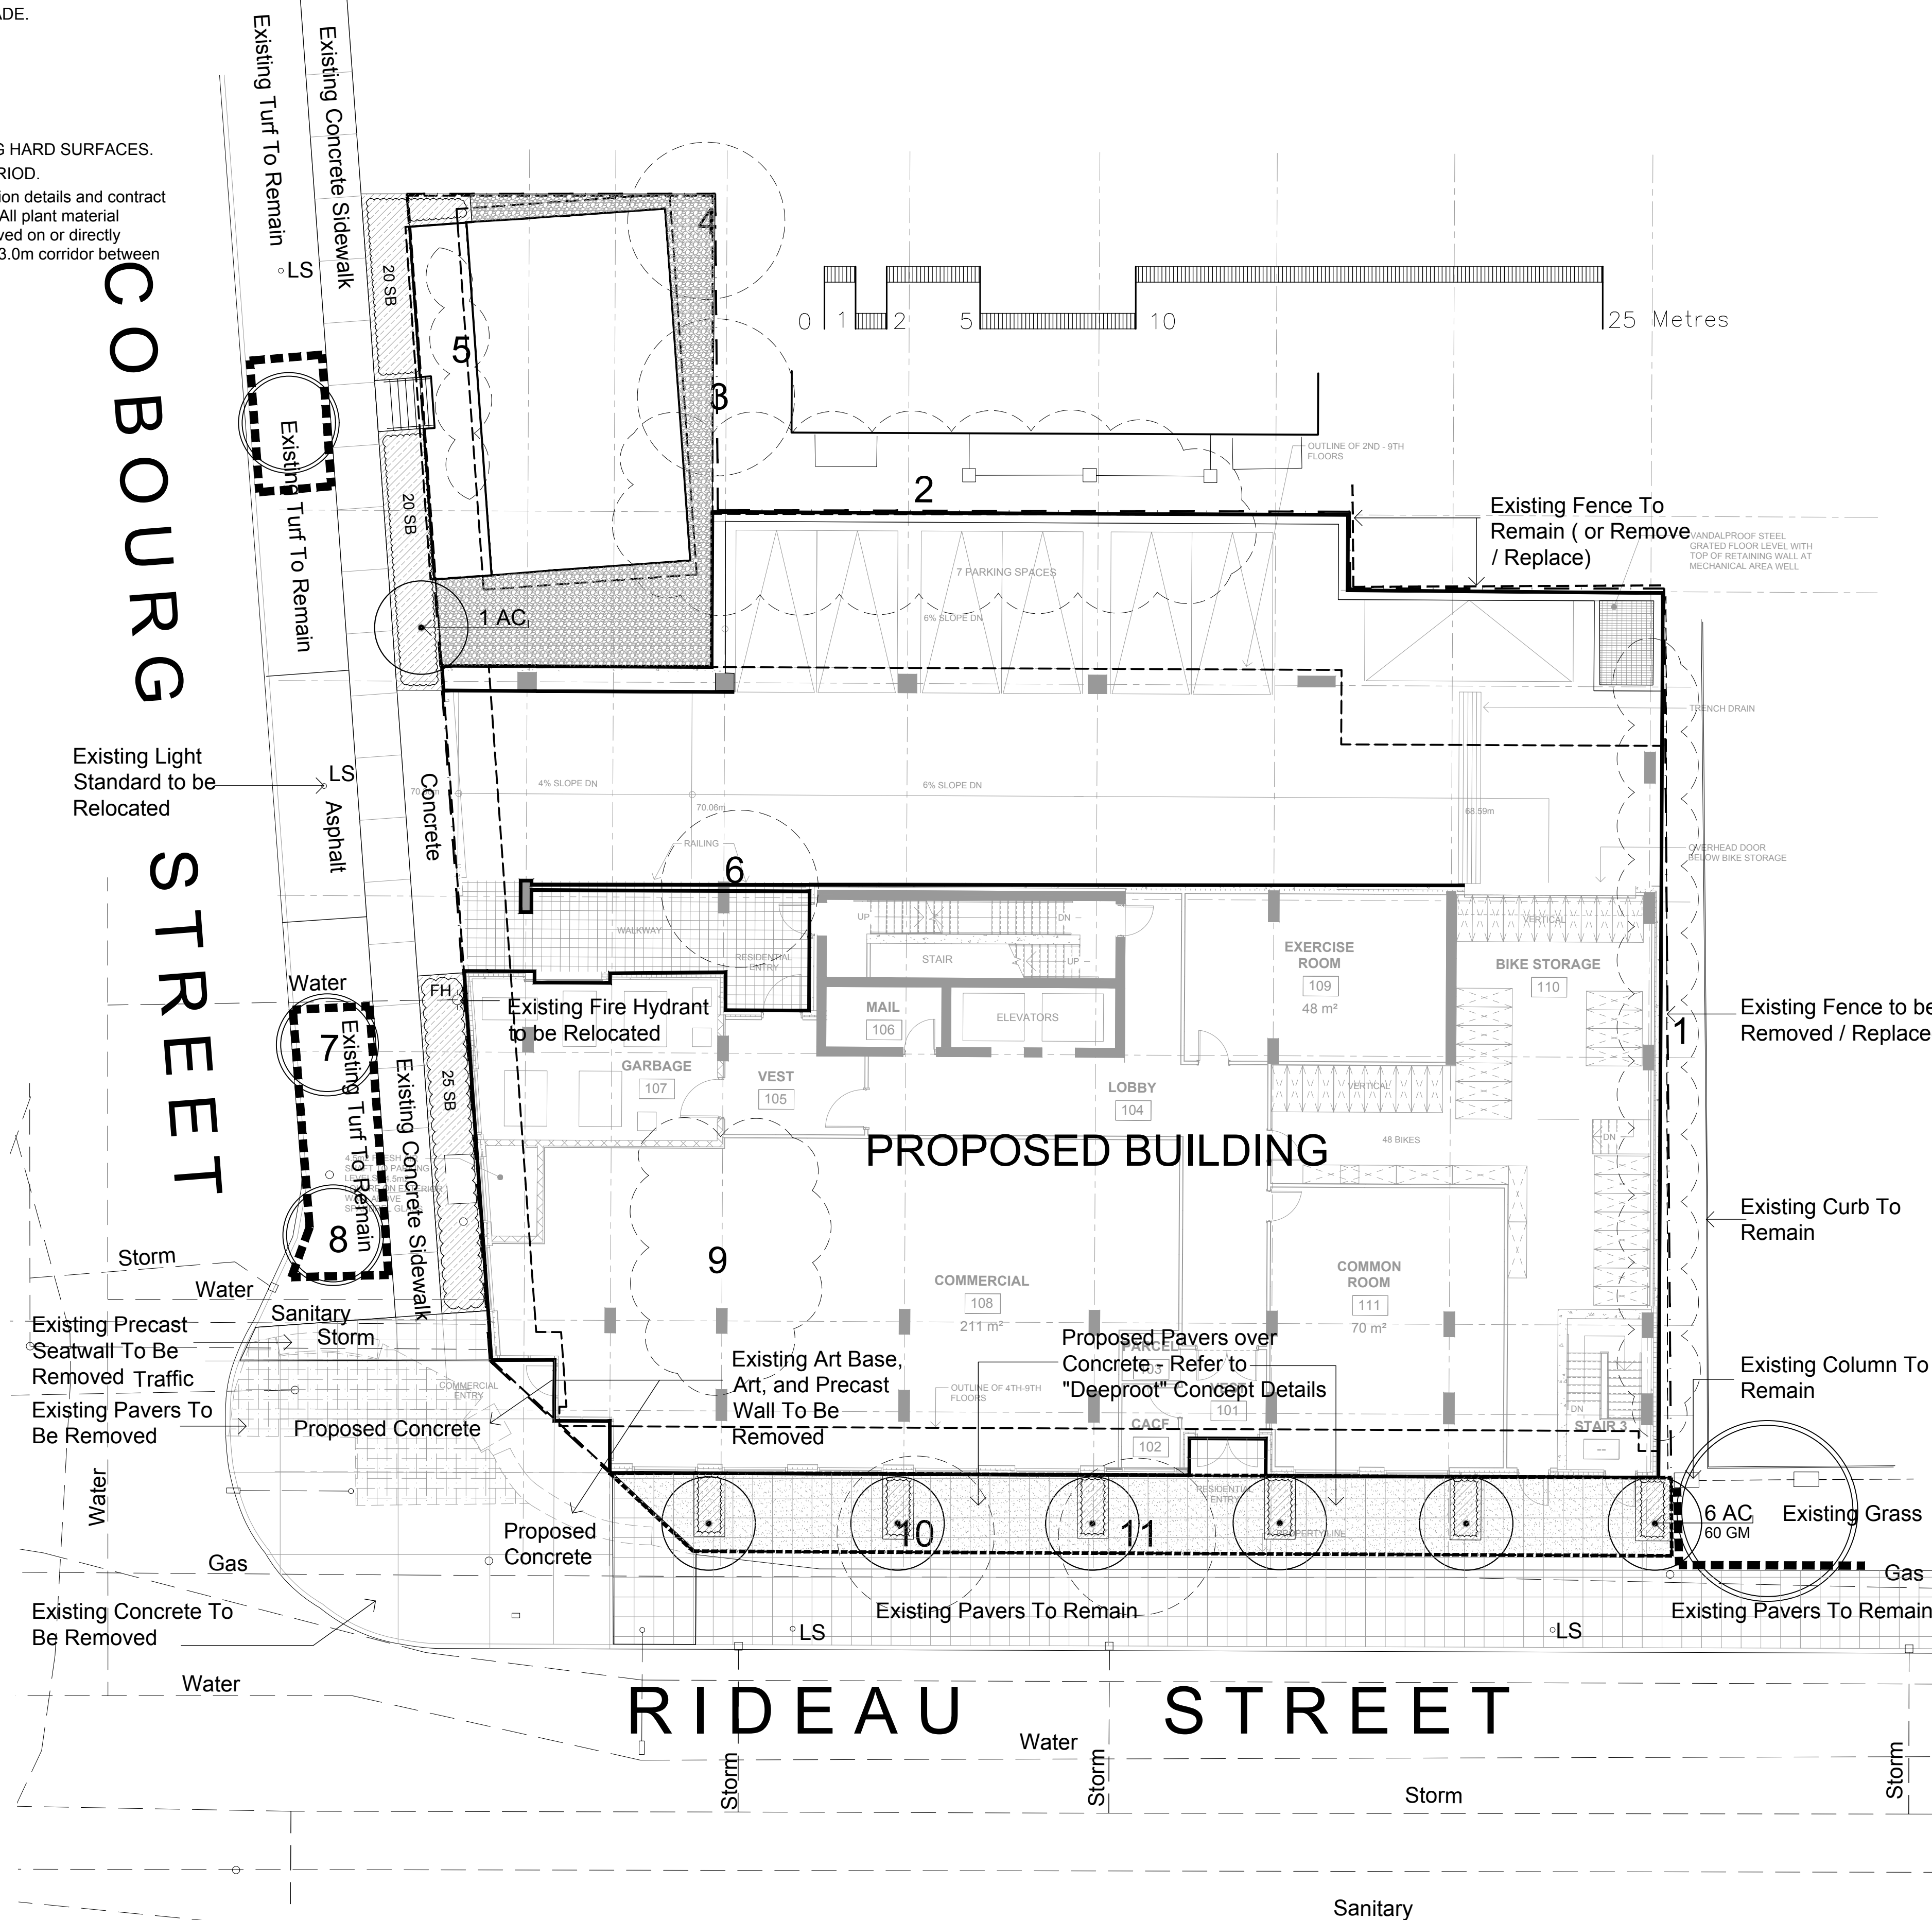 ADE.
G HARD SURFACES.
RIOD.
ion details and contract
All plant material
ved on or directly
3.0m corridor between
Existing Turf To Remain
Existing Concrete Sidewalk
LS
COBOURG STREET
20 SB
4
5
3
0 1 2 5 10 25 Metres
OUTLINE OF 2ND - 9TH
FLOORS
2
Existing Fence To
Remain ( or Remove
/ Replace)
VANDALPROOF STEEL
GRATED FLOOR LEVEL WITH
TOP OF RETAINING WALL AT
MECHANICAL AREA WELL
Existing Turf To Remain
20 SB
7 PARKING SPACES
6% SLOPE DN
1 AC
TRENCH DRAIN
Existing Light
Standard to be
Relocated
LS
Asphalt
Concrete
4% SLOPE DN
6% SLOPE DN
70.06m
68.59m
RAILING
6
OVERHEAD DOOR
BELOW BIKE STORAGE
WALKWAY
RESIDENTIAL
ENTRY
UP
DN
STAIR
UP
EXERCISE
ROOM
109
48 m²
VERTICAL
BIKE STORAGE
110
Water
FH
Existing Fire Hydrant
to be Relocated
MAIL
106
ELEVATORS
Existing Fence to be
Removed / Replace
1
7
Existing Turf To Remain
Existing Concrete Sidewalk
25 SB
GARBAGE
107
VEST
105
LOBBY
104
VERTICAL
48 BIKES
DN
PROPOSED BUILDING
8
9
Existing Curb To
Remain
Storm
Water
Sanitary
Storm
COMMERCIAL
108
211 m²
COMMON
ROOM
111
70 m²
Existing Precast
Seatwall To Be
Removed
Traffic
Existing Pavers To
Be Removed
COMMERCIAL
ENTRY
Proposed Concrete
Existing Art Base,
Art, and Precast
Wall To Be
Removed
OUTLINE OF 4TH-9TH
FLOORS
Proposed Pavers over
Concrete - Refer to
"Deeproot" Concept Details
PARCEL
101
CACF
102
DN
STAIR 3
--
Existing Column To
Remain
Water
Proposed
Concrete
10
11
RESIDENTIAL
ENTRY
PROPERTY LINE
6 AC
60 GM
Existing Grass
Gas
Gas
Existing Concrete To
Be Removed
Existing Pavers To Remain
Existing Pavers To Remain
LS
LS
Water
RIDEAU STREET
Water
Storm
Storm
Storm
Storm
Sanitary